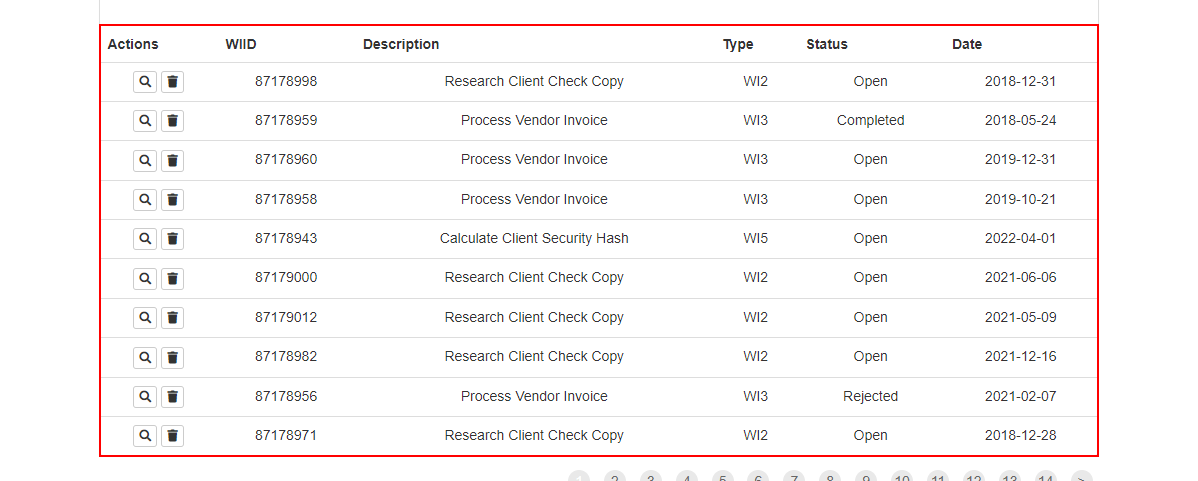 Actions WIID Description Type Status Date
87178998 Research Client Check Copy WI2 Open 2018-12-31
87178959 Process Vendor Invoice WI3 Completed 2018-05-24
87178960 Process Vendor Invoice WI3 Open 2019-12-31
87178958 Process Vendor Invoice WI3 Open 2019-10-21
87178943 Calculate Client Security Hash WI5 Open 2022-04-01
87179000 Research Client Check Copy WI2 Open 2021-06-06
87179012 Research Client Check Copy WI2 Open 2021-05-09
87178982 Research Client Check Copy WI2 Open 2021-12-16
87178956 Process Vendor Invoice WI3 Rejected 2021-02-07
87178971 Research Client Check Copy WI2 Open 2018-12-28
1 2 3 4 5 6 7 8 9 10 11 12 13 14 >